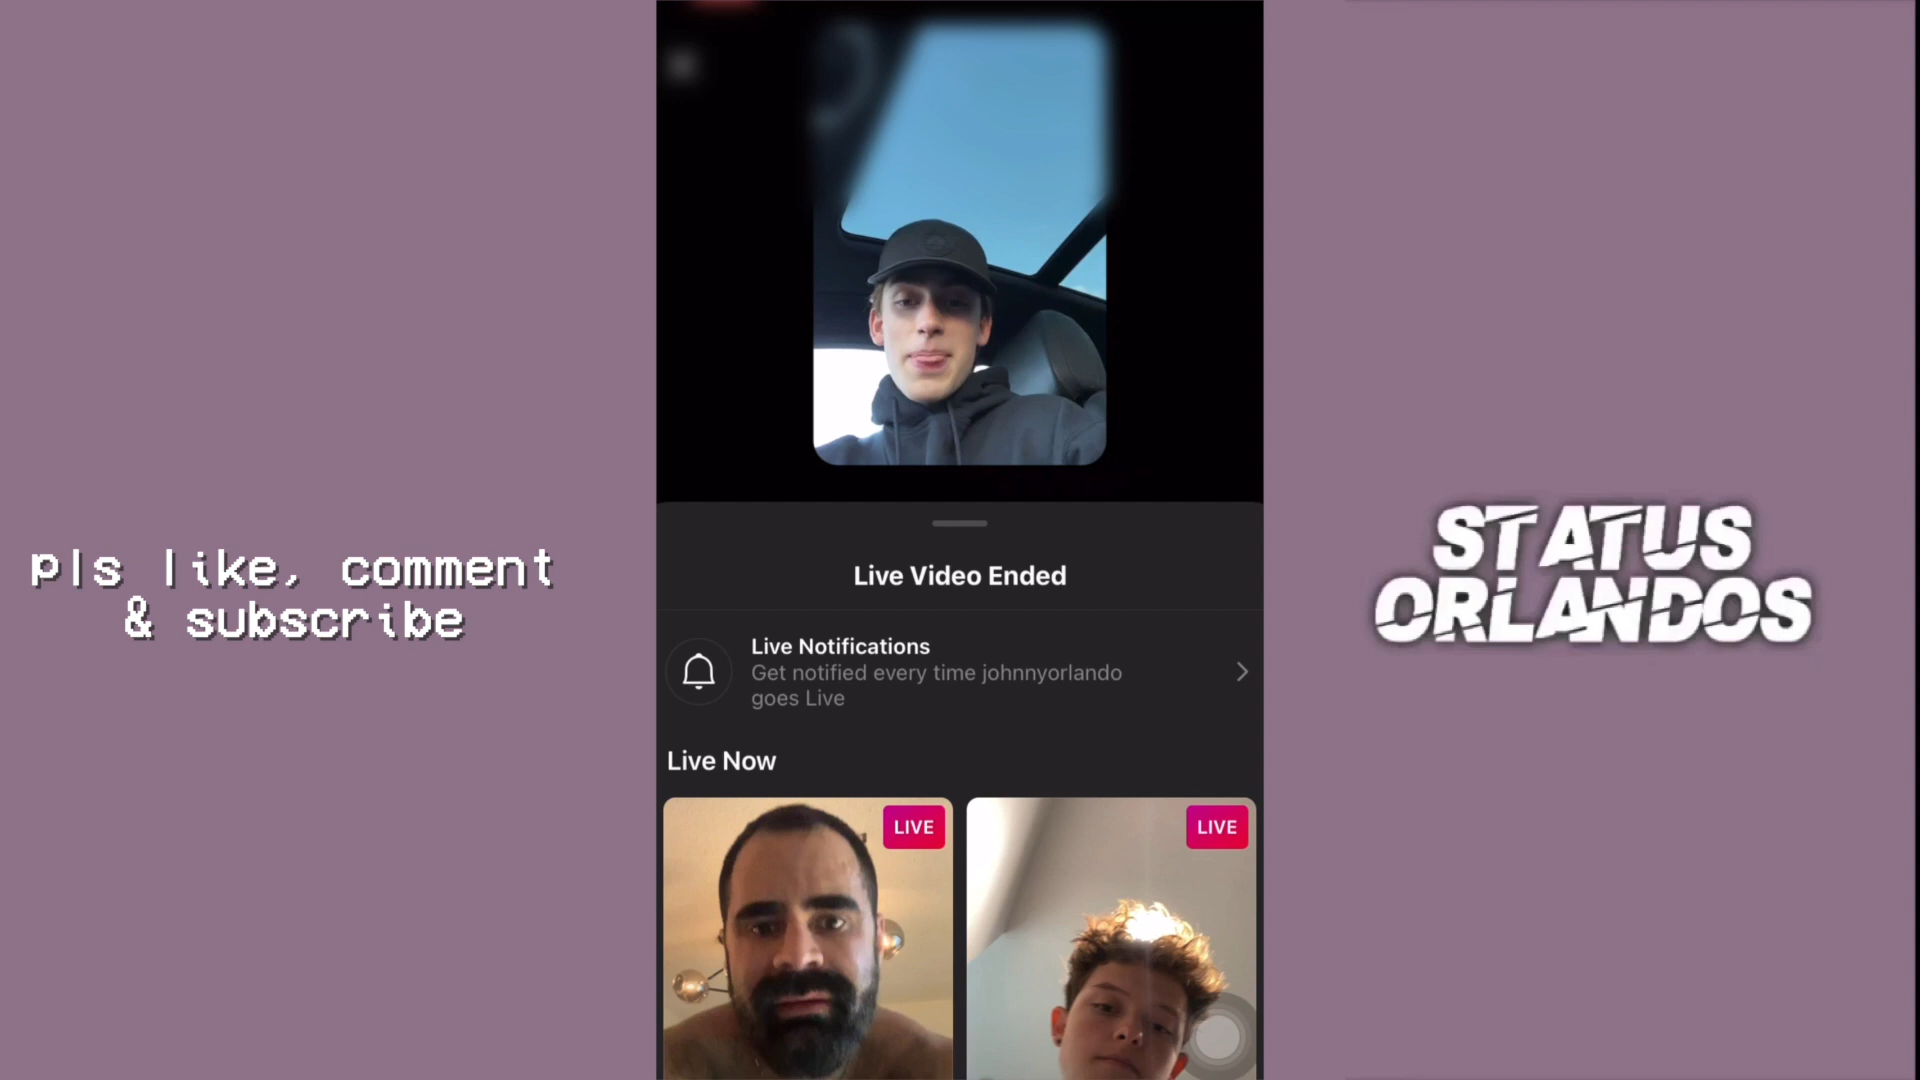 pls like, comment
& subscribe
Live Video Ended
Live Notifications
Get notified every time johnnyorlando
goes Live
Live Now
LIVE
LIVE
STATUS
ORLANDOS